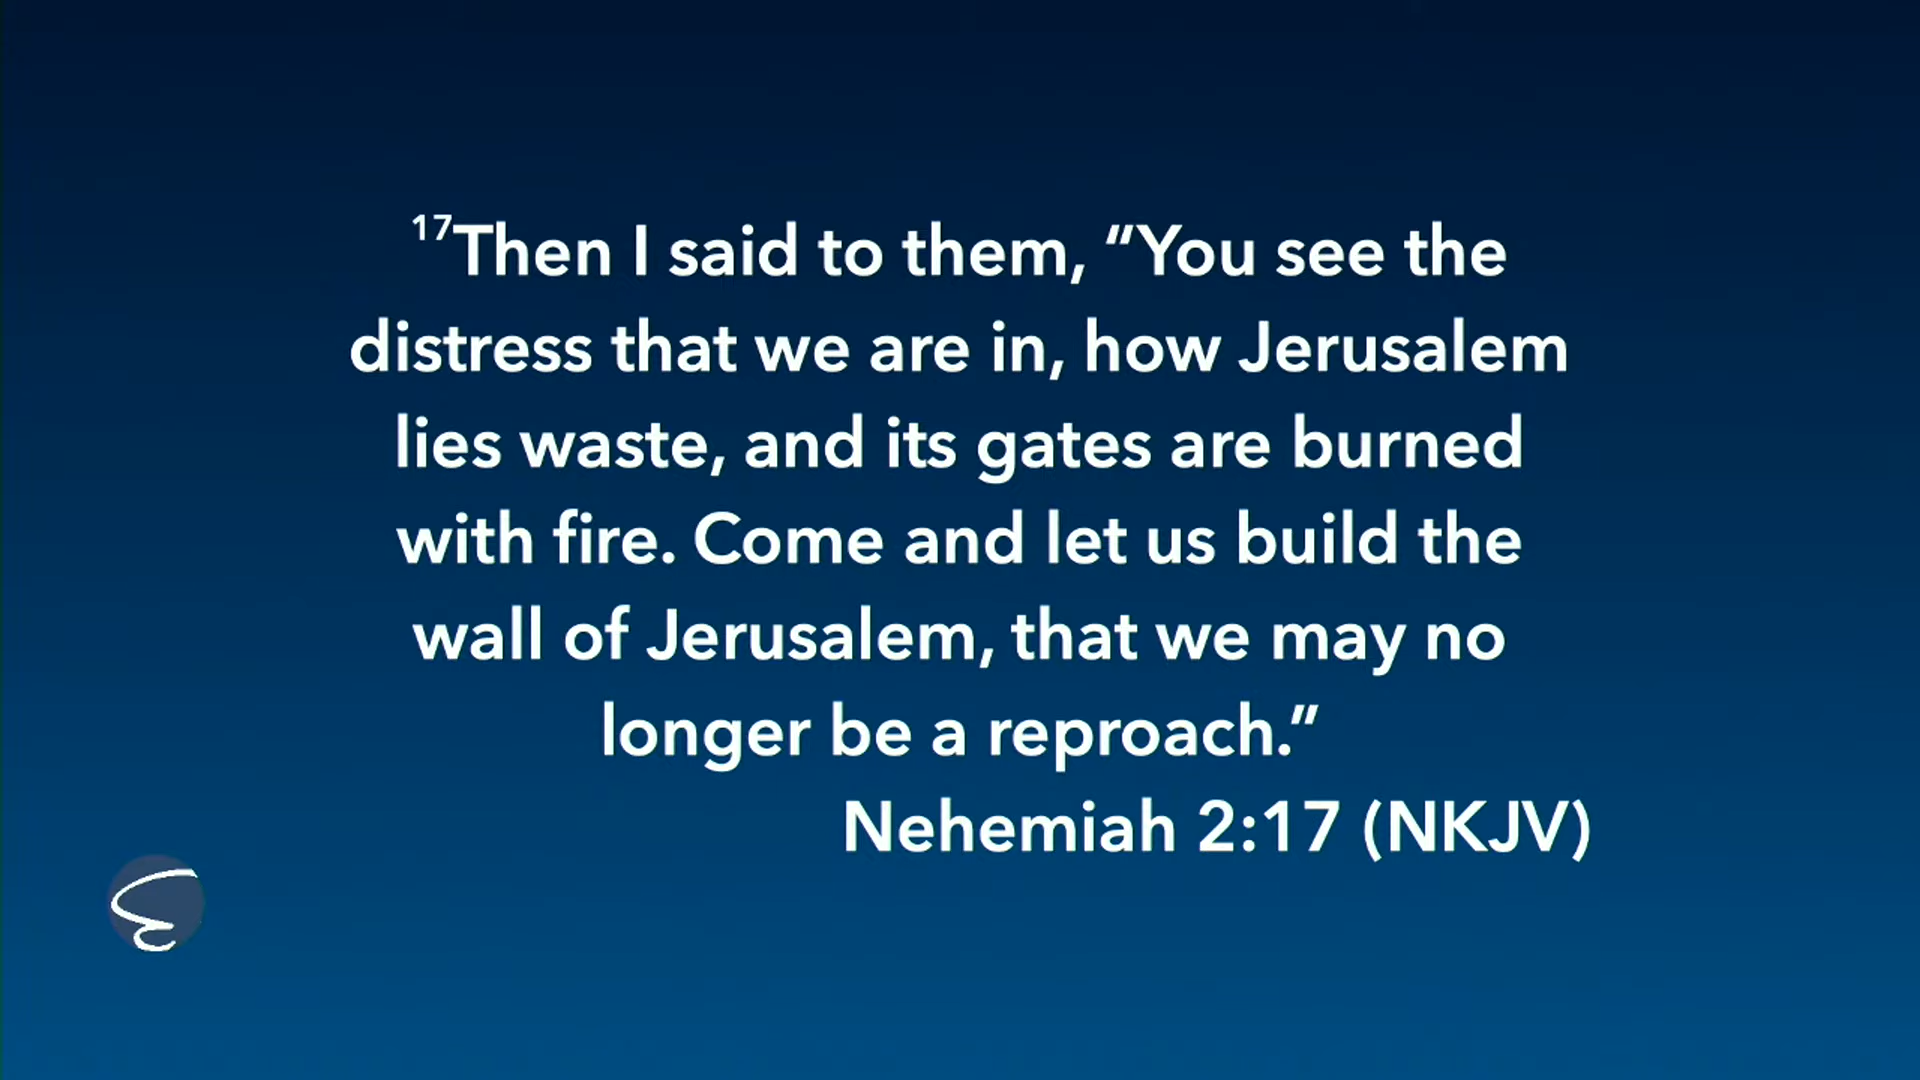 17Then I said to them, “You see the
distress that we are in, how Jerusalem
lies waste, and its gates are burned
with fire. Come and let us build the
wall of Jerusalem, that we may no
longer be a reproach.”
Nehemiah 2:17 (NKJV)